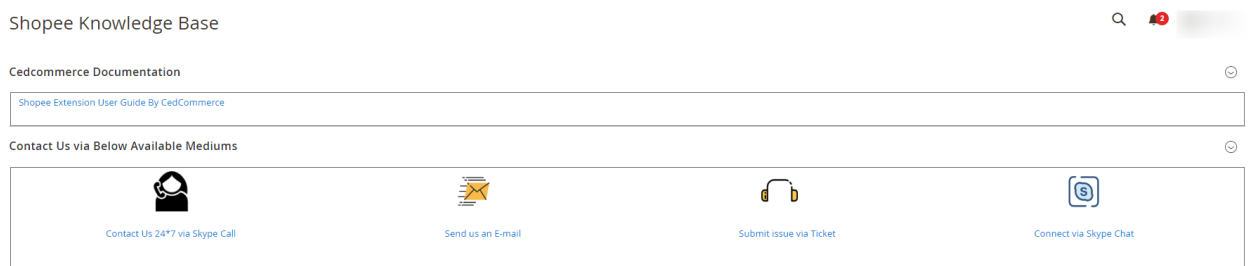 Shopee Knowledge Base
2
Cedcommerce Documentation
Shopee Extension User Guide By CedCommerce
Contact Us via Below Available Mediums
S
Contact Us 24*7 via Skype Call
Send us an E-mail
Submit issue via Ticket
Connect via Skype Chat